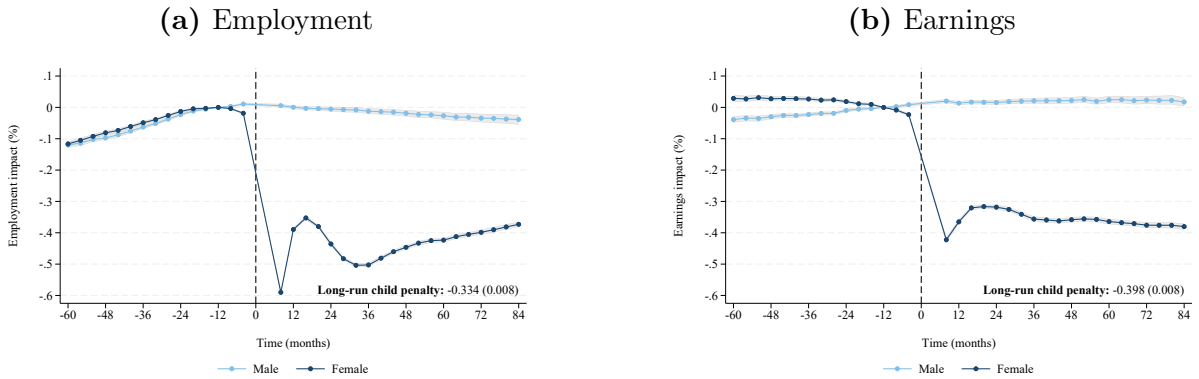 (a) Employment
.1
0
-.1
-.2
-.3
-.4
-.5
-.6
Employment impact (%)
Long-run child penalty: -0.334 (0.008)
-60 -48 -36 -24 -12 0 12 24 36 48 60 72 84
Time (months)
Male Female
(b) Earnings
.1
0
-.1
-.2
-.3
-.4
-.5
-.6
Earnings impact (%)
Long-run child penalty: -0.398 (0.008)
-60 -48 -36 -24 -12 0 12 24 36 48 60 72 84
Time (months)
Male Female